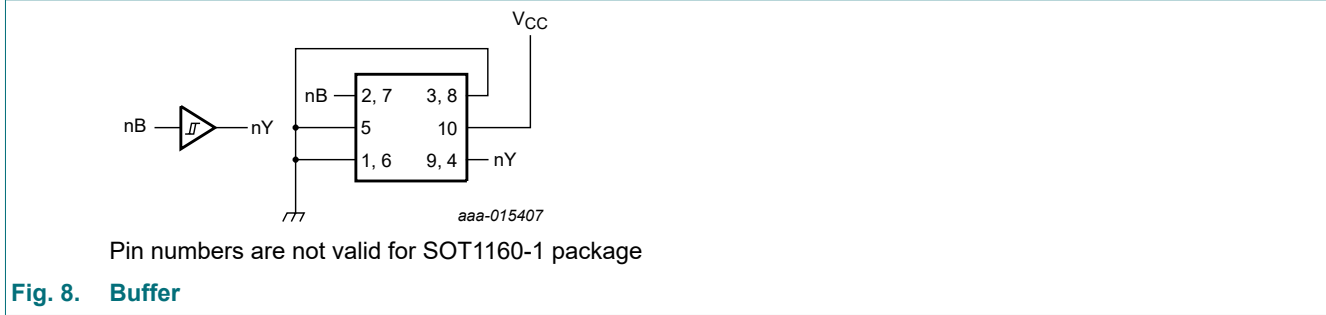 VCC
nB 2, 7 3, 8
nB nY 5 10
1, 6 9, 4 nY
aaa-015407
Pin numbers are not valid for SOT1160-1 package
Fig. 8. Buffer